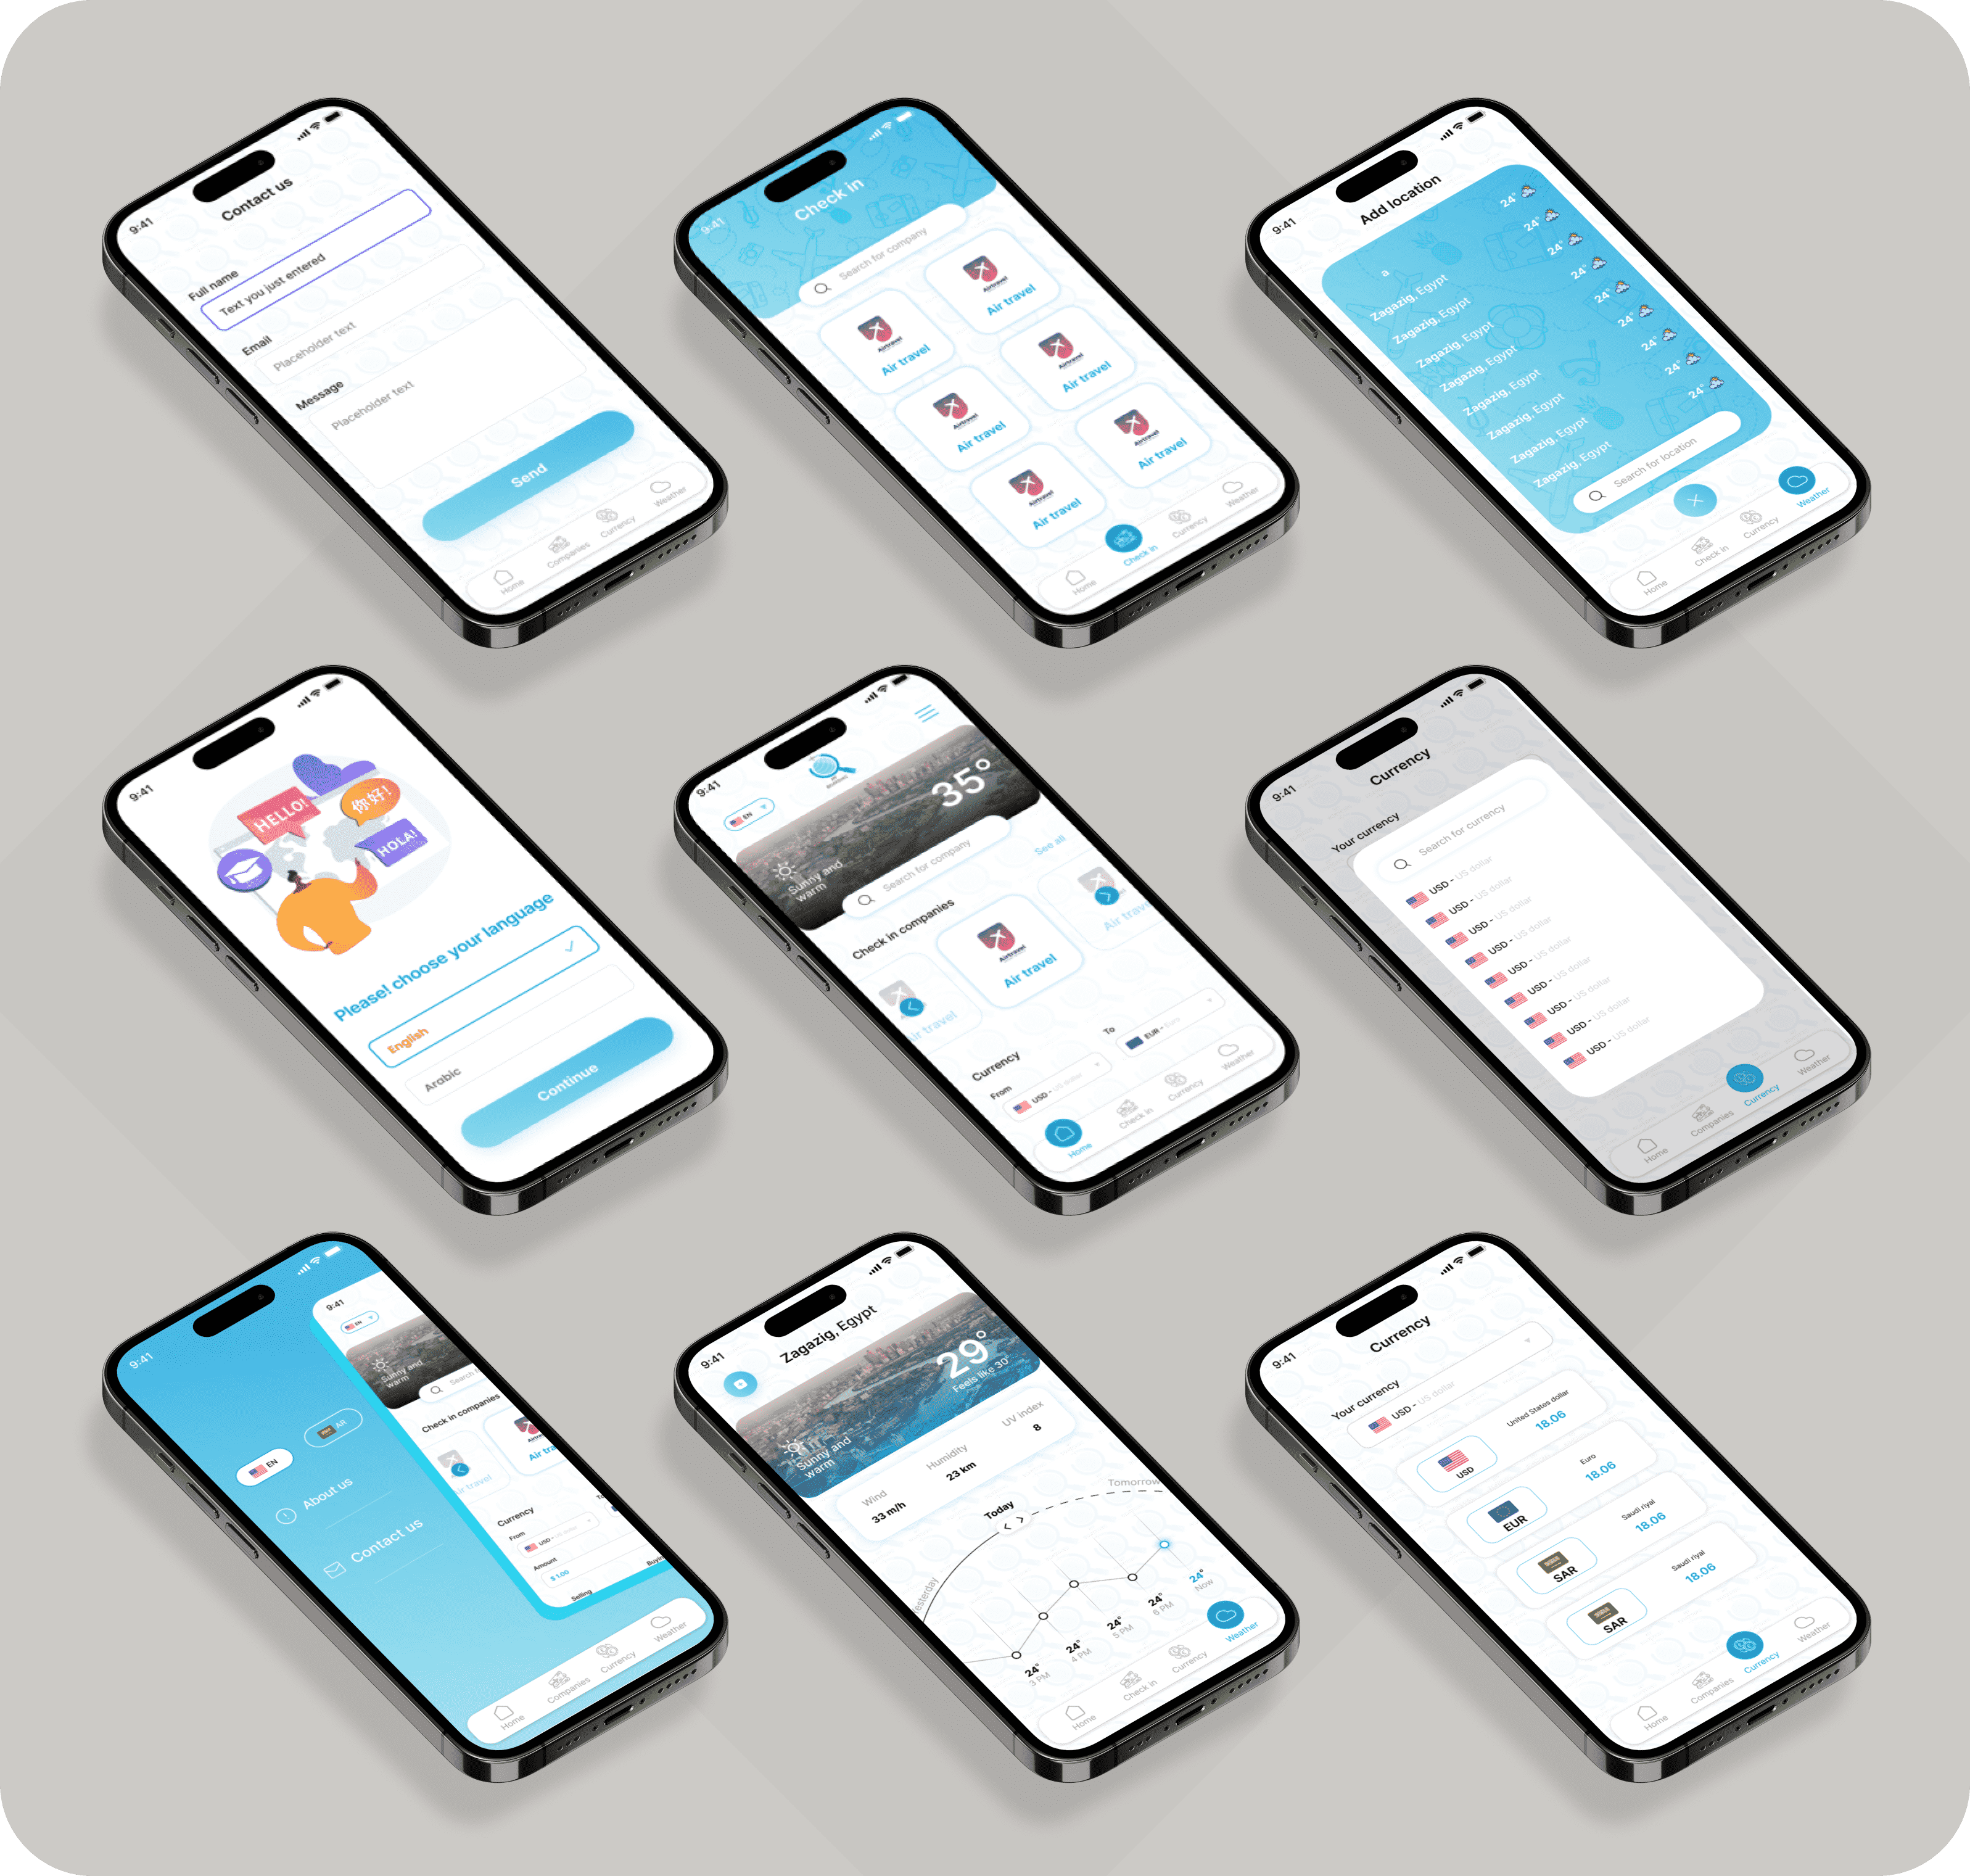 9:41
Contact us
Full name
Text you just entered
Email
Placeholder text
Message
Placeholder text
Send
Home
Companies
Currency
Weather
9:41
Check in
Search for company
Airtravel
Air travel
Airtravel
Air travel
Airtravel
Air travel
Airtravel
Air travel
Airtravel
Air travel
Airtravel
Air travel
Home
Check in
Currency
Weather
9:41
Add location
a
24°
Zagazig, Egypt
24°
Zagazig, Egypt
24°
Zagazig, Egypt
24°
Zagazig, Egypt
24°
Zagazig, Egypt
24°
Zagazig, Egypt
24°
Zagazig, Egypt
24°
Zagazig, Egypt
24°
Search for location
Home
Check in
Currency
Weather
9:41
HELLO!
你好!
HOLA!
Please! choose your language
English
Arabic
Continue
9:41
EN
35°
Sunny and
warm
Search for company
Check in companies
See all
Air travel
Airtravel
Air travel
Air trave
Currency
From
USD - US dollar
To
EUR - Euro
Home
Check in
Currency
Weather
9:41
Currency
Your currency
Search for currency
USD - US dollar
USD - US dollar
USD - US dollar
USD - US dollar
USD - US dollar
USD - US dollar
USD - US dollar
USD - US dollar
USD - US dollar
Home
Companies
Currency
Weather
9:41
EN
AR
About us
Contact us
9:41
EN
Sunny and
warm
Search
Check in companies
air travel
Air tra
Currency
From
USD - US dollar
Amount
$ 1.00
Selling
Buyin
Home
Companies
Currency
Weather
9:41
Zagazig, Egypt
29°
Feels like 30°
Sunny and
warm
Wind
33 m/h
Humidity
23 km
UV index
8
Yesterday
Today
Tomorrow
24°
3 PM
24°
4 PM
24°
5 PM
24°
6 PM
24°
Now
Home
Check in
Currency
Weather
9:41
Currency
Your currency
USD - US dollar
USD
United States dollar
18.06
EUR
Euro
18.06
SAR
Saudi riyal
18.06
SAR
Saudi riyal
18.06
Home
Companies
Currency
Weather